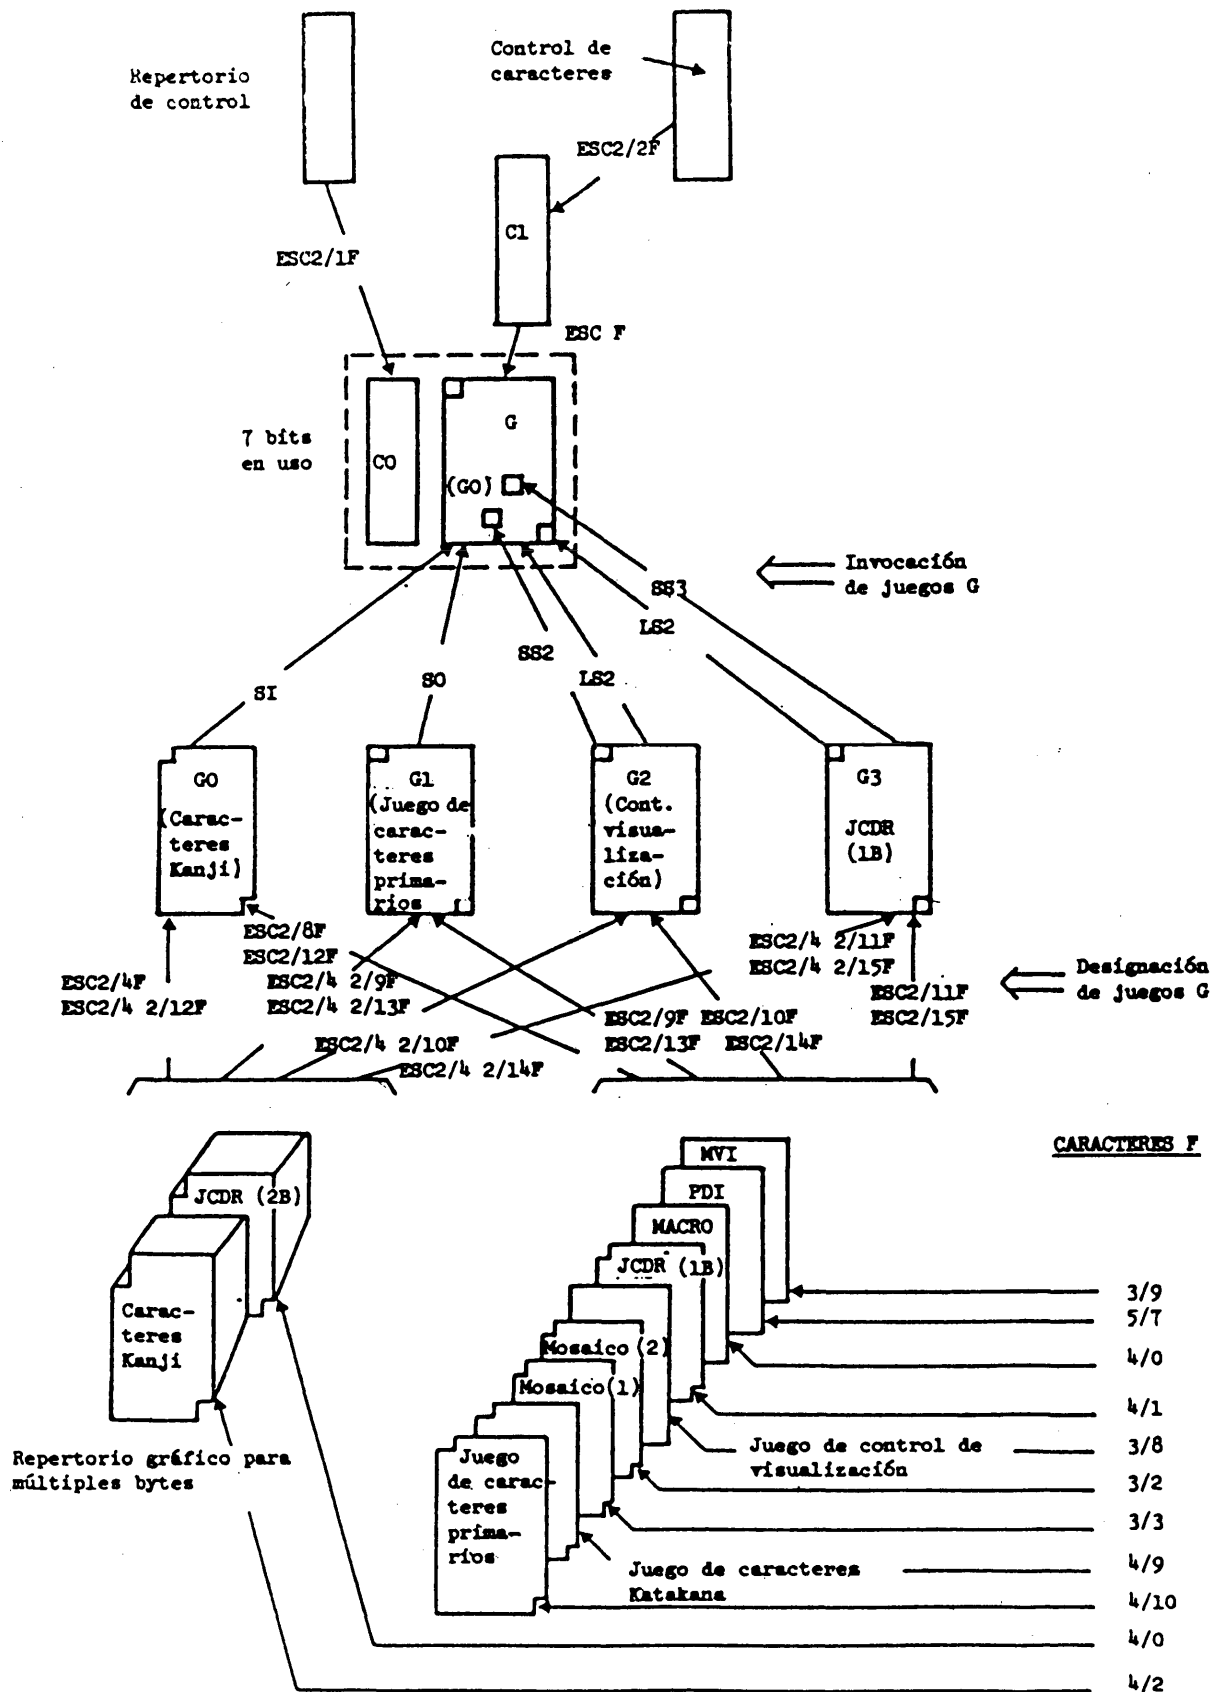 Repertorio
de control
Control de
caracteres
ESC2/2F
C1
ESC2/1F
ESC F
7 bits
en uso
C0
G
(G0)
Invocación
de juegos G
SS3
LS2
SS2
LS2
SI
SO
G0
(Carac-
teres
Kanji)
G1
(Juego de
carac-
teres
prima-
rios
G2
(Cont.
visua-
liza-
ción)
G3
JCDR
(1B)
ESC2/8F
ESC2/12F
ESC2/4F
ESC2/4 2/12F
ESC2/4 2/9F
ESC2/4 2/13F
ESC2/4 2/11F
ESC2/4 2/15F
ESC2/11F
ESC2/15F
Designación
de juegos G
ESC2/4 2/10F
ESC2/4 2/14F
ESC2/9F
ESC2/13F
ESC2/10F
ESC2/14F
CARACTERES F
JCDR (2B)
Carac-
teres
Kanji
Repertorio gráfico para
múltiples bytes
MVI
PDI
MACRO
JCDR (1B)
Mosaico (2)
Mosaico(1)
Juego
de carac-
teres
prima-
rios
Juego de control de
visualización
Juego de caracteres
Katakana
3/9
5/7
4/0
4/1
3/8
3/2
3/3
4/9
4/10
4/0
4/2